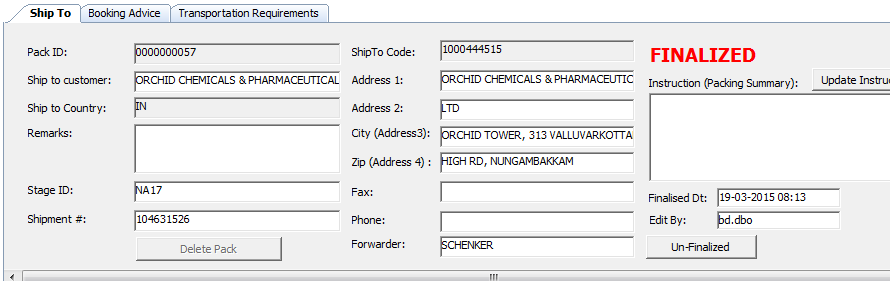 Ship To Booking Advice Transportation Requirements
Pack ID: 0000000057 ShipTo Code: 1000444515 FINALIZED
Ship to customer: ORCHID CHEMICALS & PHARMACEUTICAL Address 1: ORCHID CHEMICALS & PHARMACEUTIC Instruction (Packing Summary): Update Instruc
Ship to Country: IN Address 2: LTD
Remarks: City (Address3): ORCHID TOWER, 313 VALLUVARKOTTA
Zip (Address 4) : HIGH RD, NUNGAMBAKKAM
Stage ID: NA17 Fax: Finalised Dt: 19-03-2015 08:13
Shipment #: 104631526 Phone: Edit By: bd.dbo
Delete Pack Forwarder: SCHENKER Un-Finalized